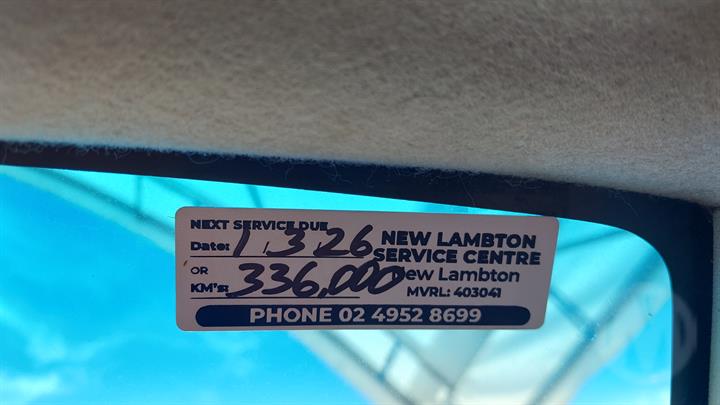 NEXT SERVICE DUE
Date: 1,3,26
OR
KM's: 336,000
NEW LAMBTON
SERVICE CENTRE
New Lambton
MVRL: 403041
PHONE 02 4952 8699